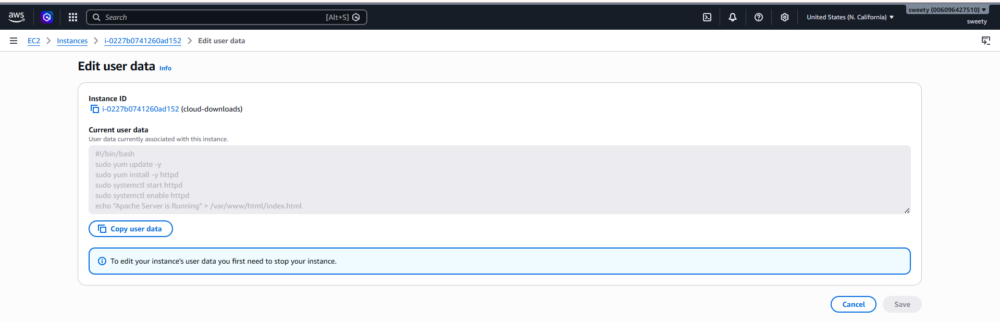 aws
Search
[Alt+S]
United States (N. California)
sweety (006096427510)
sweety
EC2
Instances
i-0227b0741260ad152
Edit user data
Edit user data
Info
Instance ID
i-0227b0741260ad152 (cloud-downloads)
Current user data
User data currently associated with this instance.
#!/bin/bash
sudo yum update -y
sudo yum install -y httpd
sudo systemctl start httpd
sudo systemctl enable httpd
echo "Apache Server is Running" > /var/www/html/index.html
Copy user data
To edit your instance's user data you first need to stop your instance.
Cancel
Save